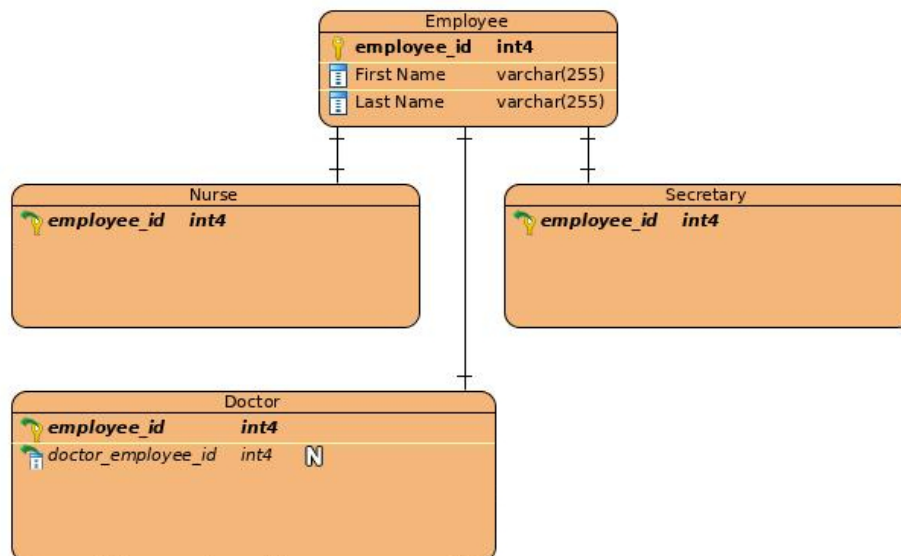 Employee
employee_id int4
First Name varchar(255)
Last Name varchar(255)
Nurse
employee_id int4
Secretary
employee_id int4
Doctor
employee_id int4
doctor_employee_id int4 N